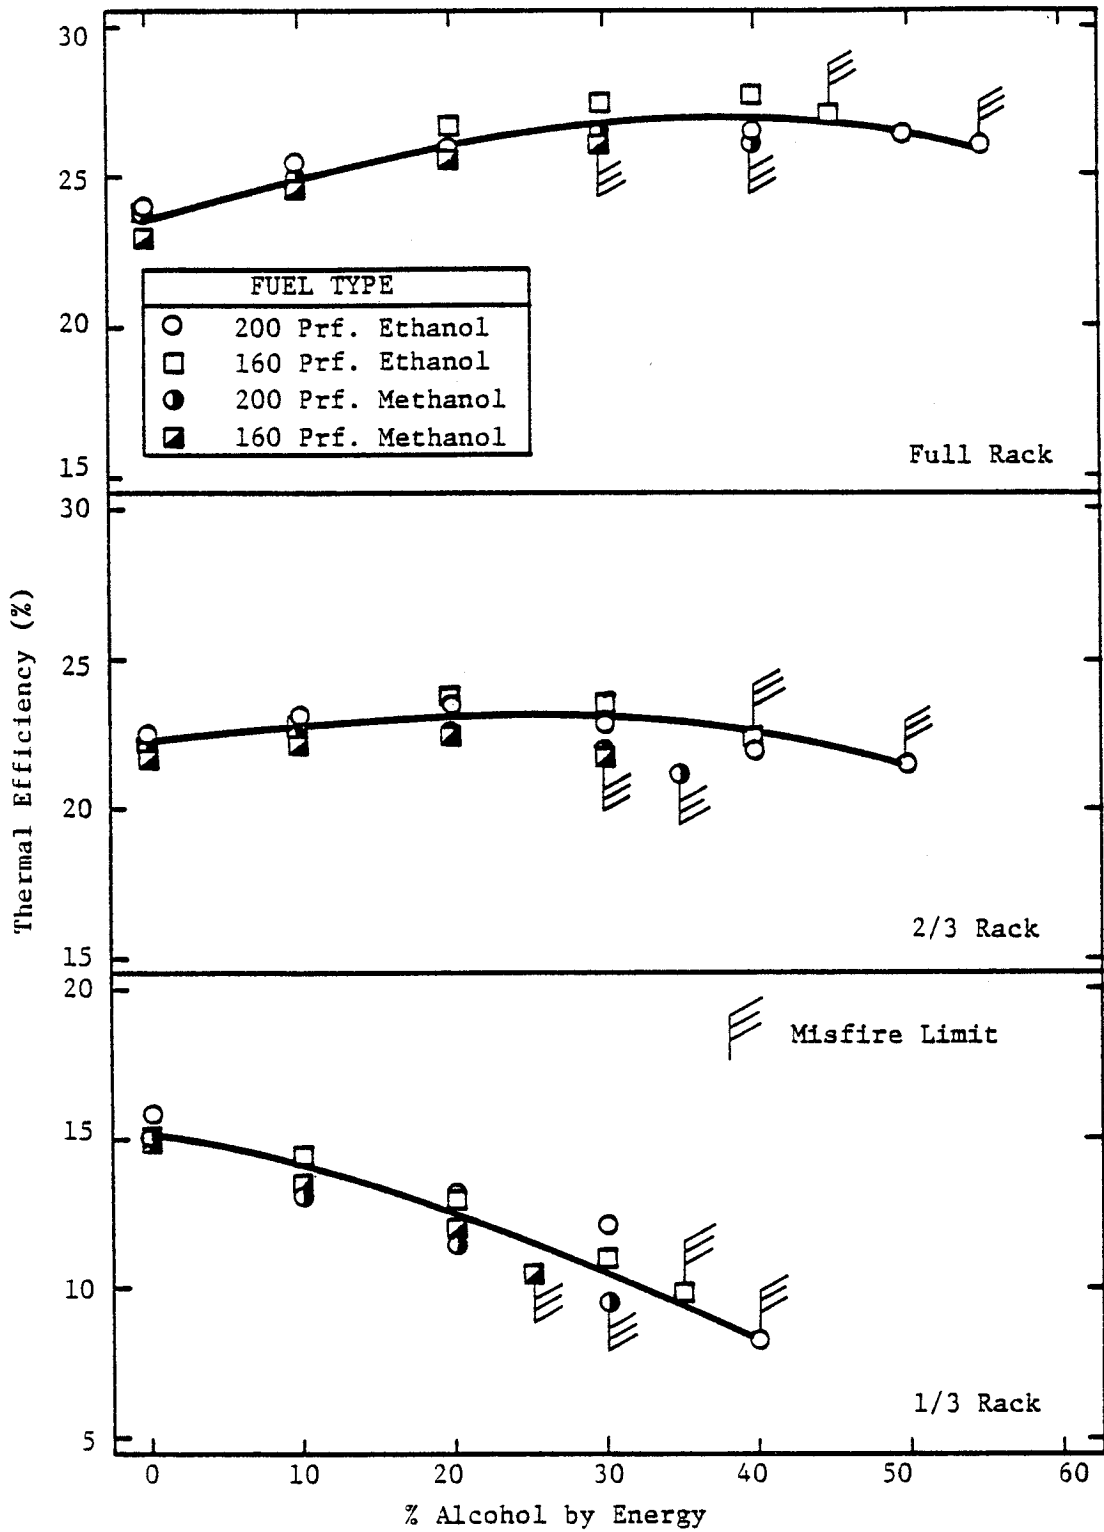 30
25
20
15
FUEL TYPE
200 Prf. Ethanol
160 Prf. Ethanol
200 Prf. Methanol
160 Prf. Methanol
Full Rack
30
25
20
15
2/3 Rack
Thermal Efficiency (%)
20
15
10
5
Misfire Limit
1/3 Rack
0 10 20 30 40 50 60
% Alcohol by Energy